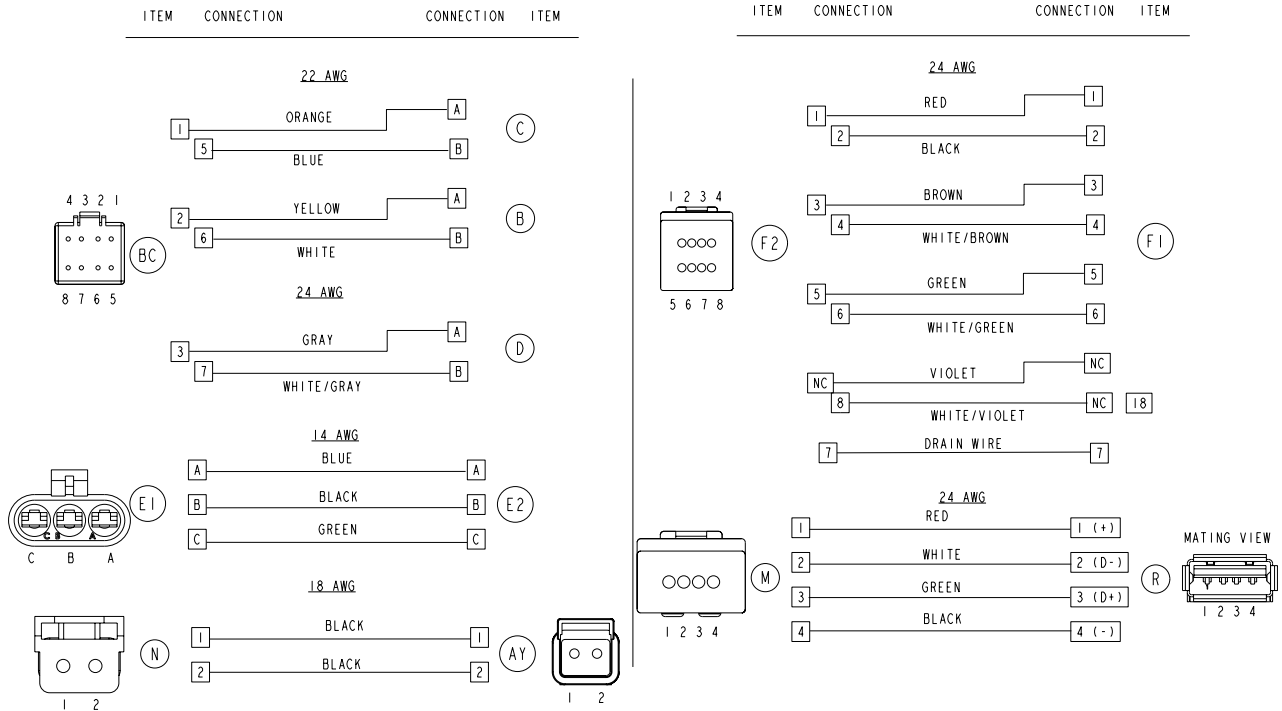 ITEM CONNECTION CONNECTION ITEM
22 AWG
1 ORANGE A
C
5 BLUE B
4 3 2 1
2 YELLOW A
B
6 WHITE B
BC
8 7 6 5
24 AWG
3 GRAY A
D
7 WHITE/GRAY B
14 AWG
A BLUE A
E1 B BLACK B E2
C GREEN C
C B A
C B A
18 AWG
1 BLACK 1
N AY
2 BLACK 2
1 2
1 2
ITEM CONNECTION CONNECTION ITEM
24 AWG
1 RED 1
2 BLACK 2
1 2 3 4
3 BROWN 3
4 WHITE/BROWN 4
F2 F1
5 GREEN 5
5 6 7 8
6 WHITE/GREEN 6
NC VIOLET NC
8 WHITE/VIOLET NC 18
7 DRAIN WIRE 7
24 AWG
1 RED 1 (+)
2 WHITE 2 (D-)
M R
3 GREEN 3 (D+)
4 BLACK 4 (-)
1 2 3 4
MATING VIEW
1 2 3 4